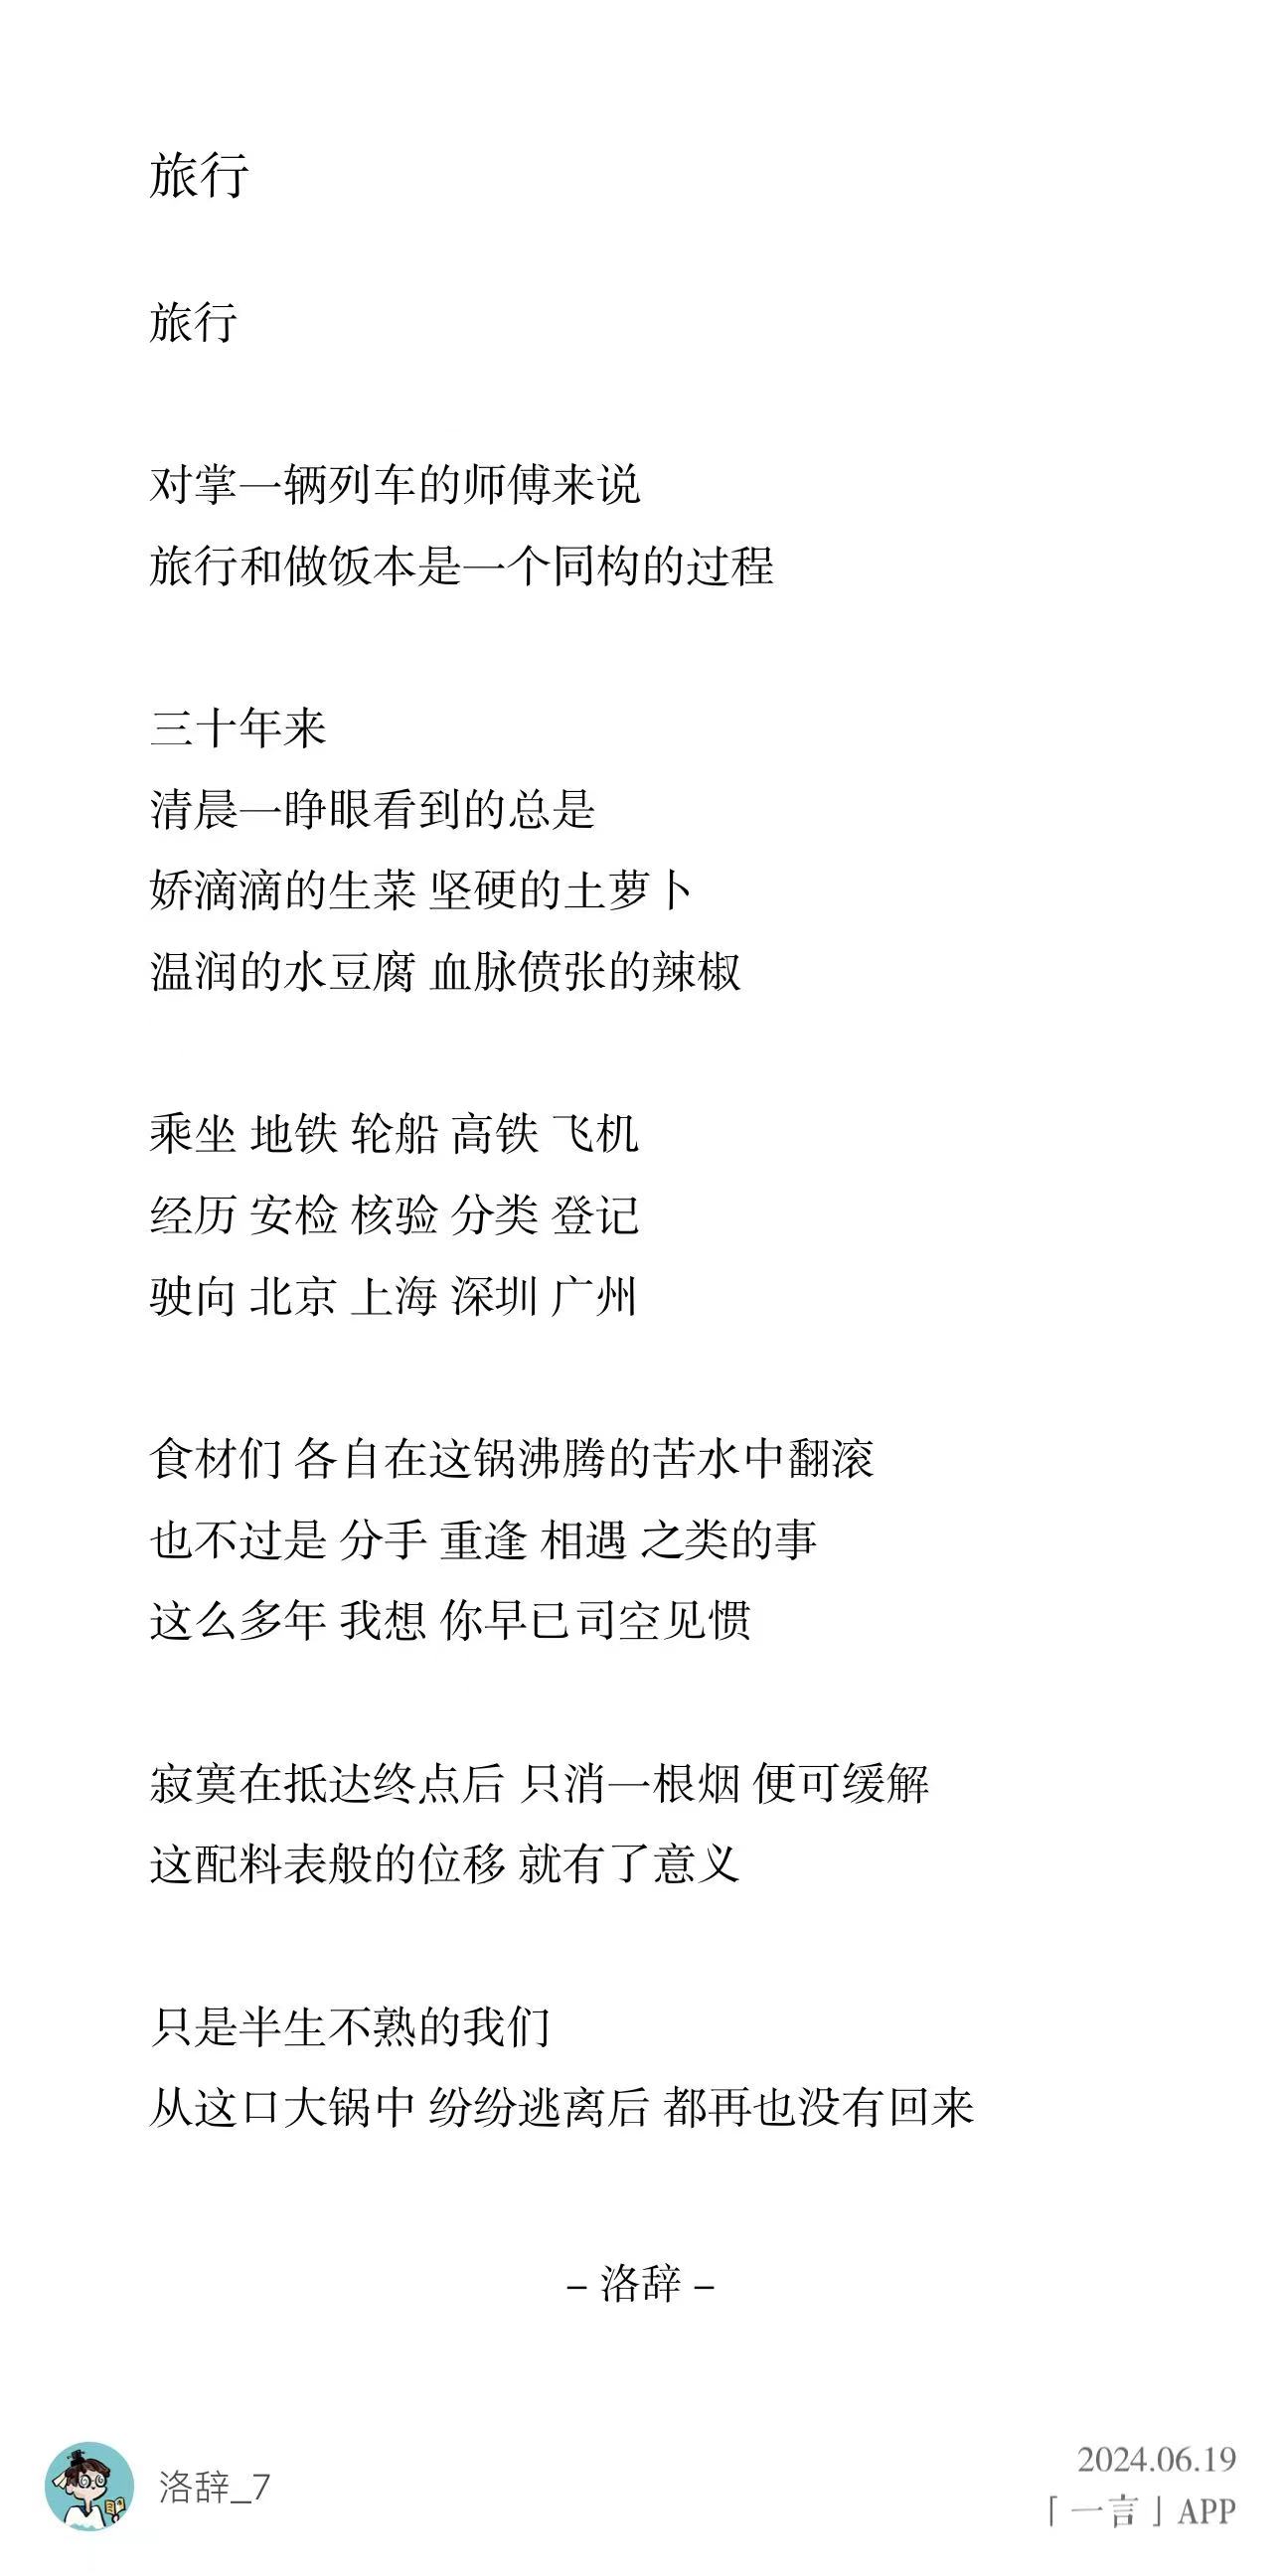 旅行
旅行
对掌一辆列车的师傅来说
旅行和做饭本是一个同构的过程
三十年来
清晨一睁眼看到的总是
娇滴滴的生菜 坚硬的土萝卜
温润的水豆腐 血脉偾张的辣椒
乘坐 地铁 轮船 高铁 飞机
经历 安检 核验 分类 登记
驶向 北京 上海 深圳 广州
食材们 各自在这锅沸腾的苦水中翻滚
也不过是 分手 重逢 相遇 之类的事
这么多年 我想 你早已司空见惯
寂寞在抵达终点后 只消一根烟 便可缓解
这配料表般的位移 就有了意义
只是半生不熟的我们
从这口大锅中 纷纷逃离后 都再也没有回来
– 洛辞 –
洛辞_7
2024.06.19
「一言」APP